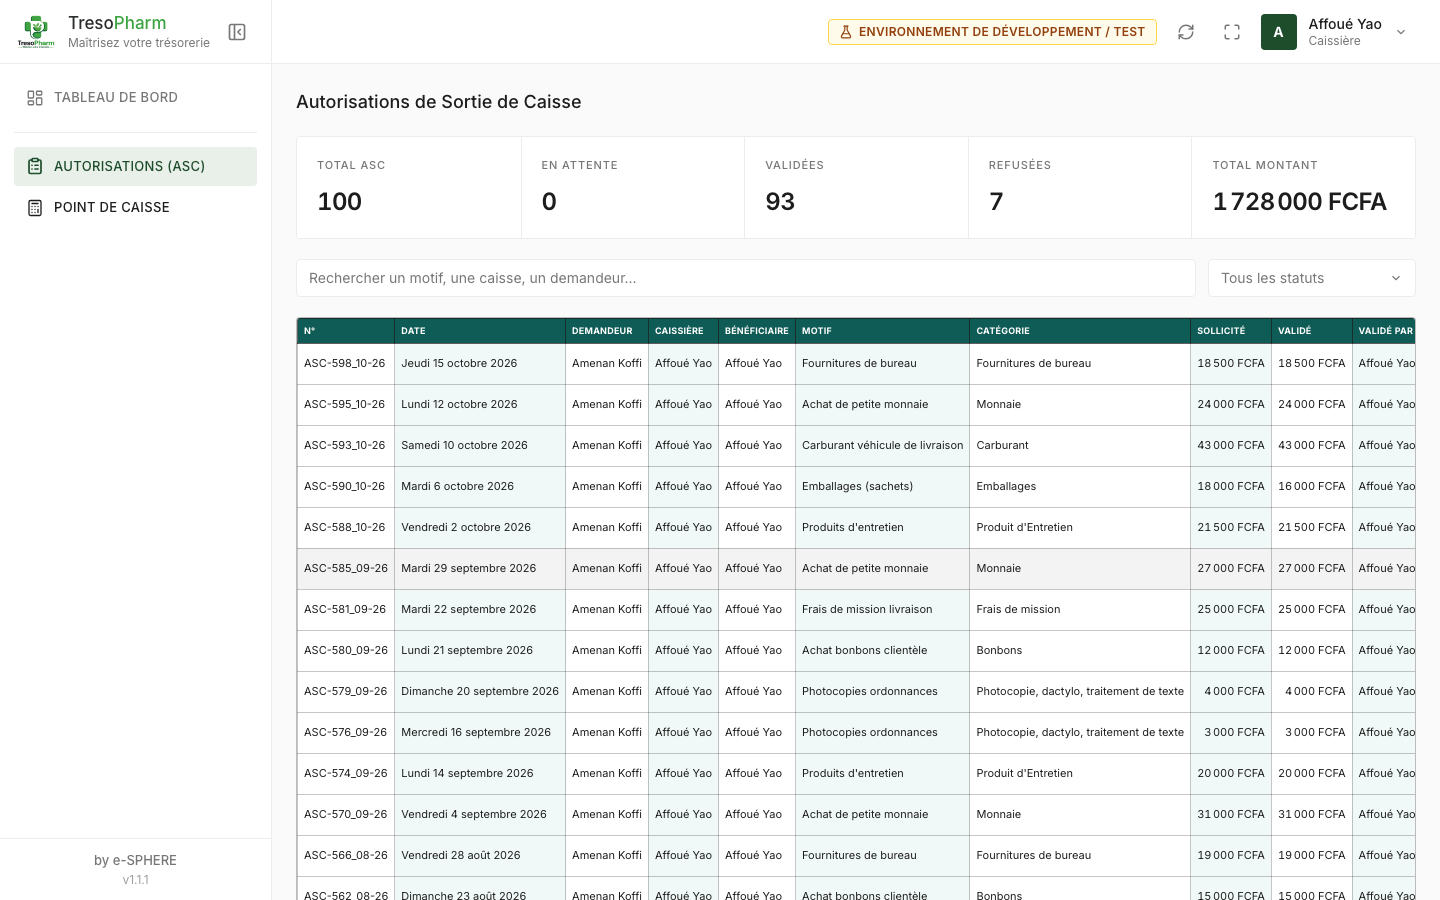 TresoPharm
Maîtrisez votre trésorerie
TresoPharm
ENVIRONNEMENT DE DÉVELOPPEMENT / TEST
A
Affoué Yao
Caissière
TABLEAU DE BORD
AUTORISATIONS (ASC)
POINT DE CAISSE
by e-SPHERE
v1.1.1
Autorisations de Sortie de Caisse
TOTAL ASC
100
EN ATTENTE
0
VALIDÉES
93
REFUSÉES
7
TOTAL MONTANT
1 728 000 FCFA
Rechercher un motif, une caisse, un demandeur...
Tous les statuts
N° DATE DEMANDEUR CAISSIÈRE BÉNÉFICIAIRE MOTIF CATÉGORIE SOLLICITÉ VALIDÉ VALIDÉ PAR
ASC-598_10-26 Jeudi 15 octobre 2026 Amenan Koffi Affoué Yao Affoué Yao Fournitures de bureau Fournitures de bureau 18 500 FCFA 18 500 FCFA Affoué Yao
ASC-595_10-26 Lundi 12 octobre 2026 Amenan Koffi Affoué Yao Affoué Yao Achat de petite monnaie Monnaie 24 000 FCFA 24 000 FCFA Affoué Yao
ASC-593_10-26 Samedi 10 octobre 2026 Amenan Koffi Affoué Yao Affoué Yao Carburant véhicule de livraison Carburant 43 000 FCFA 43 000 FCFA Affoué Yao
ASC-590_10-26 Mardi 6 octobre 2026 Amenan Koffi Affoué Yao Affoué Yao Emballages (sachets) Emballages 18 000 FCFA 16 000 FCFA Affoué Yao
ASC-588_10-26 Vendredi 2 octobre 2026 Amenan Koffi Affoué Yao Affoué Yao Produits d'entretien Produit d'Entretien 21 500 FCFA 21 500 FCFA Affoué Yao
ASC-585_09-26 Mardi 29 septembre 2026 Amenan Koffi Affoué Yao Affoué Yao Achat de petite monnaie Monnaie 27 000 FCFA 27 000 FCFA Affoué Yao
ASC-581_09-26 Mardi 22 septembre 2026 Amenan Koffi Affoué Yao Affoué Yao Frais de mission livraison Frais de mission 25 000 FCFA 25 000 FCFA Affoué Yao
ASC-580_09-26 Lundi 21 septembre 2026 Amenan Koffi Affoué Yao Affoué Yao Achat bonbons clientèle Bonbons 12 000 FCFA 12 000 FCFA Affoué Yao
ASC-579_09-26 Dimanche 20 septembre 2026 Amenan Koffi Affoué Yao Affoué Yao Photocopies ordonnances Photocopie, dactylo, traitement de texte 4 000 FCFA 4 000 FCFA Affoué Yao
ASC-576_09-26 Mercredi 16 septembre 2026 Amenan Koffi Affoué Yao Affoué Yao Photocopies ordonnances Photocopie, dactylo, traitement de texte 3 000 FCFA 3 000 FCFA Affoué Yao
ASC-574_09-26 Lundi 14 septembre 2026 Amenan Koffi Affoué Yao Affoué Yao Produits d'entretien Produit d'Entretien 20 000 FCFA 20 000 FCFA Affoué Yao
ASC-570_09-26 Vendredi 4 septembre 2026 Amenan Koffi Affoué Yao Affoué Yao Achat de petite monnaie Monnaie 31 000 FCFA 31 000 FCFA Affoué Yao
ASC-566_08-26 Vendredi 28 août 2026 Amenan Koffi Affoué Yao Affoué Yao Fournitures de bureau Fournitures de bureau 19 000 FCFA 19 000 FCFA Affoué Yao
ASC-562_08-26 Dimanche 23 août 2026 Amenan Koffi Affoué Yao Affoué Yao Achat bonbons clientèle Bonbons 15 000 FCFA 15 000 FCFA Affoué Yao